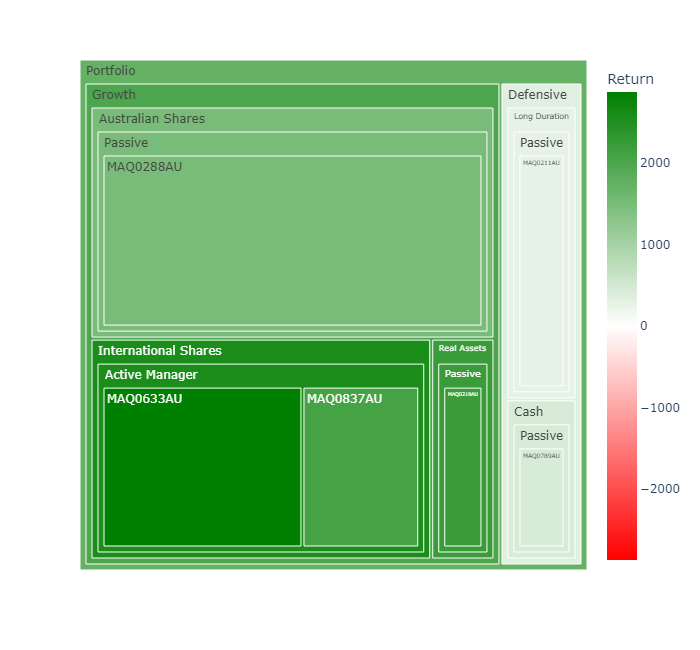 Portfolio
Return
Growth
Defensive
Australian Shares
Long Duration
Passive
Passive
MAQ0288AU
MAQ0211AU
2000
1000
0
International Shares
Real Assets
Active Manager
Passive
MAQ0633AU
MAQ0837AU
MAQ0219AU
Cash
Passive
MAQ0789AU
−1000
−2000